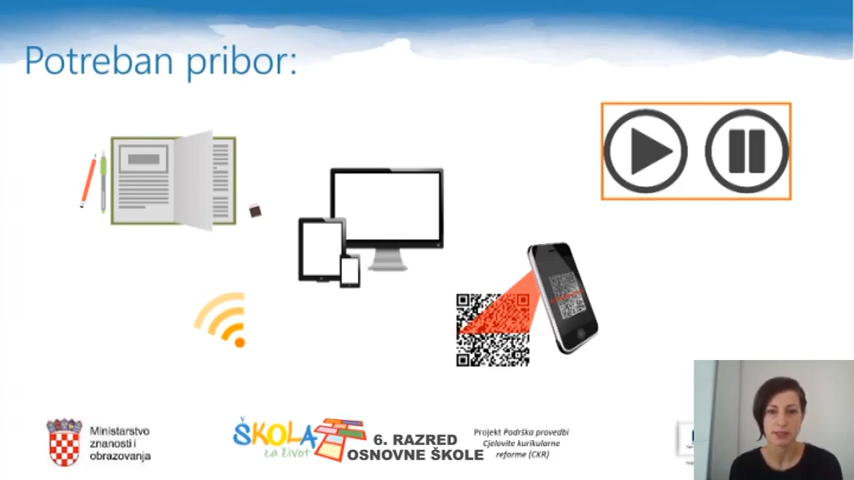 Potreban pribor:
Ministarstvo
znanosti i
obrazovanja
ŠKOLA
za život
6. RAZRED
OSNOVNE ŠKOLE
Projekt Podrška provedbi
Cjelovite kurikularne
reforme (CKR)